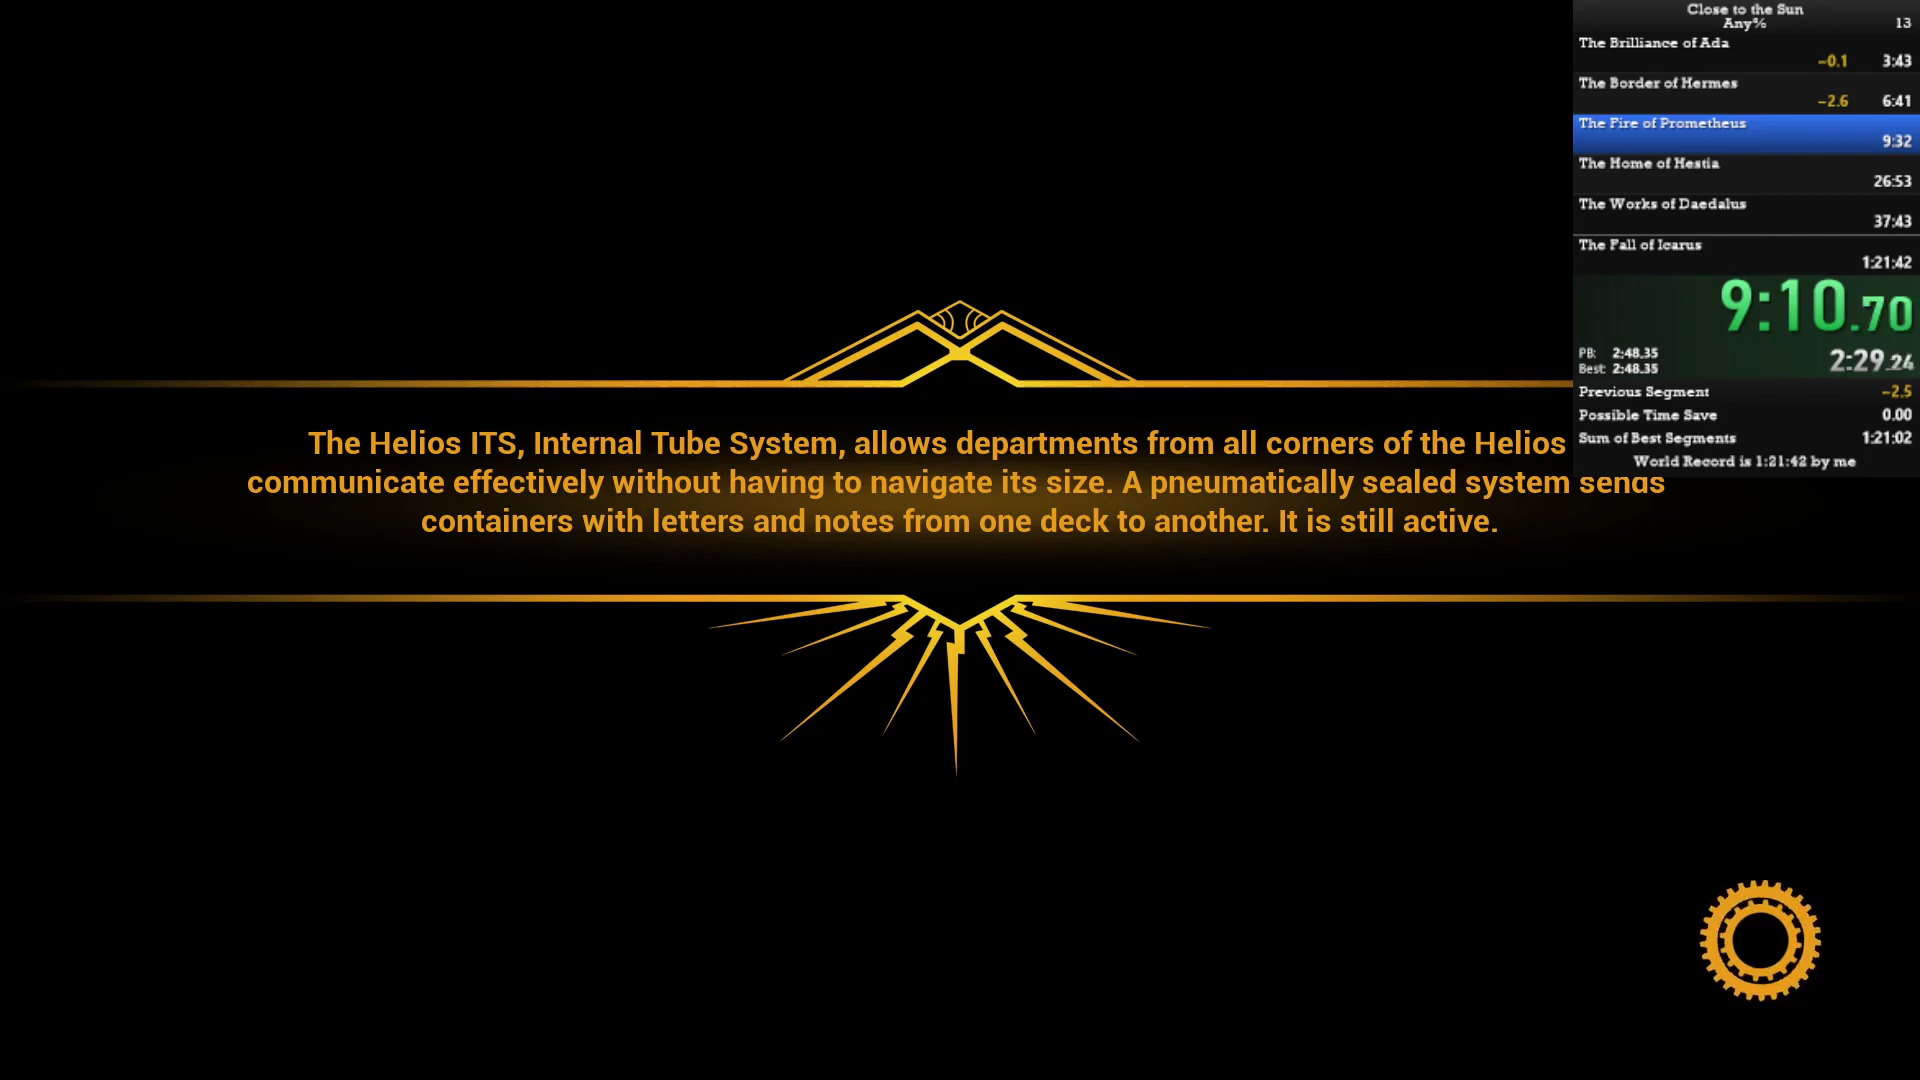 Close to the Sun
Any% 13
The Brilliance of Ada
-0.1 3:43
The Border of Hermes
-2.6 6:41
The Fire of Prometheus
9:32
The Home of Hestia
26:53
The Works of Daedalus
37:43
The Fall of Icarus
1:21:42
9:10.70
PB: 2:48.35
Best: 2:48.35
2:29.24
Previous Segment -2.5
Possible Time Save 0.00
Sum of Best Segments 1:21:02
World Record is 1:21:42 by me
The Helios ITS, Internal Tube System, allows departments from all corners of the Helios
communicate effectively without having to navigate its size. A pneumatically sealed system sends
containers with letters and notes from one deck to another. It is still active.